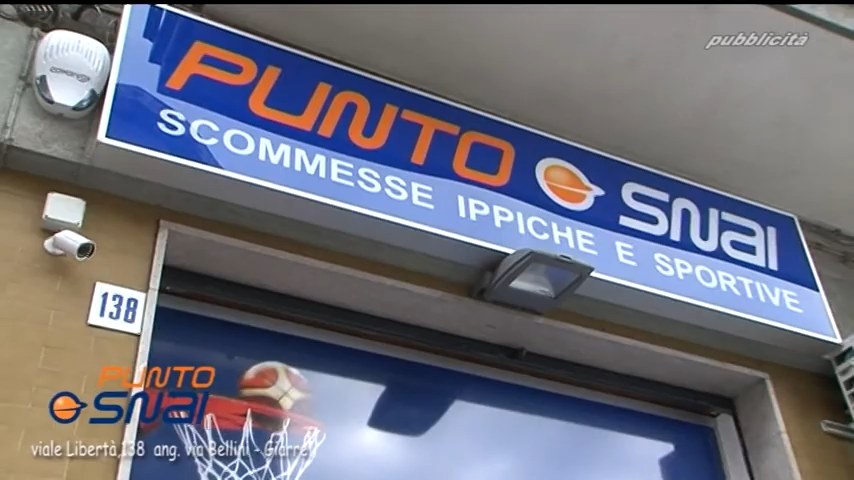 pubblicità
PUNTO SNAI
SCOMMESSE IPPICHE E SPORTIVE
138
PUNTO
SNAI
viale Libertà,138 ang. via Bellini - Giarre